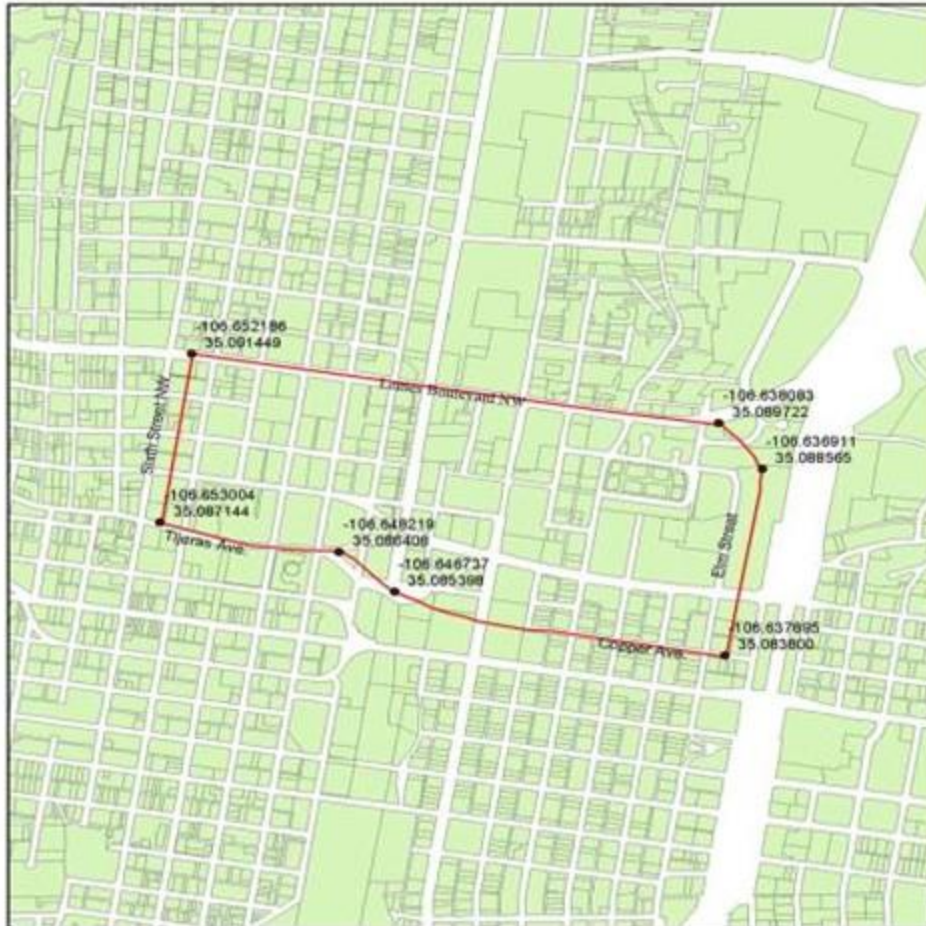 -106.652186
35.091449
Lomas Boulevard NW
-106.638083
35.089722
-106.636911
35.088565
Sixth Street NW
-106.653004
35.087144
Tijeras Ave.
-106.648219
35.086408
-106.646737
35.085398
Elm Street
Copper Ave.
-106.637695
35.083800